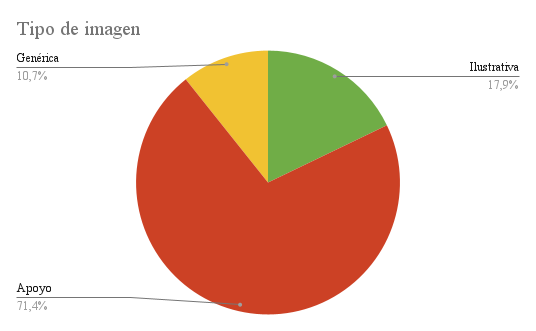 Tipo de imagen
Genérica
10,7%
Ilustrativa
17,9%
Apoyo
71,4%